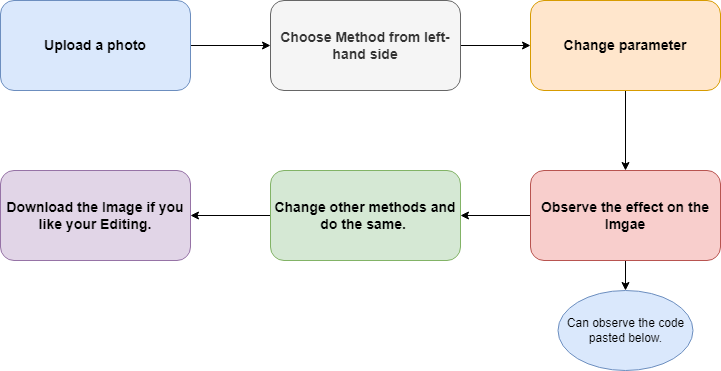 Upload a photo
Choose Method from left-
hand side
Change parameter
Observe the effect on the
Imgae
Change other methods and
do the same.
Download the Image if you
like your Editing.
Can observe the code
pasted below.